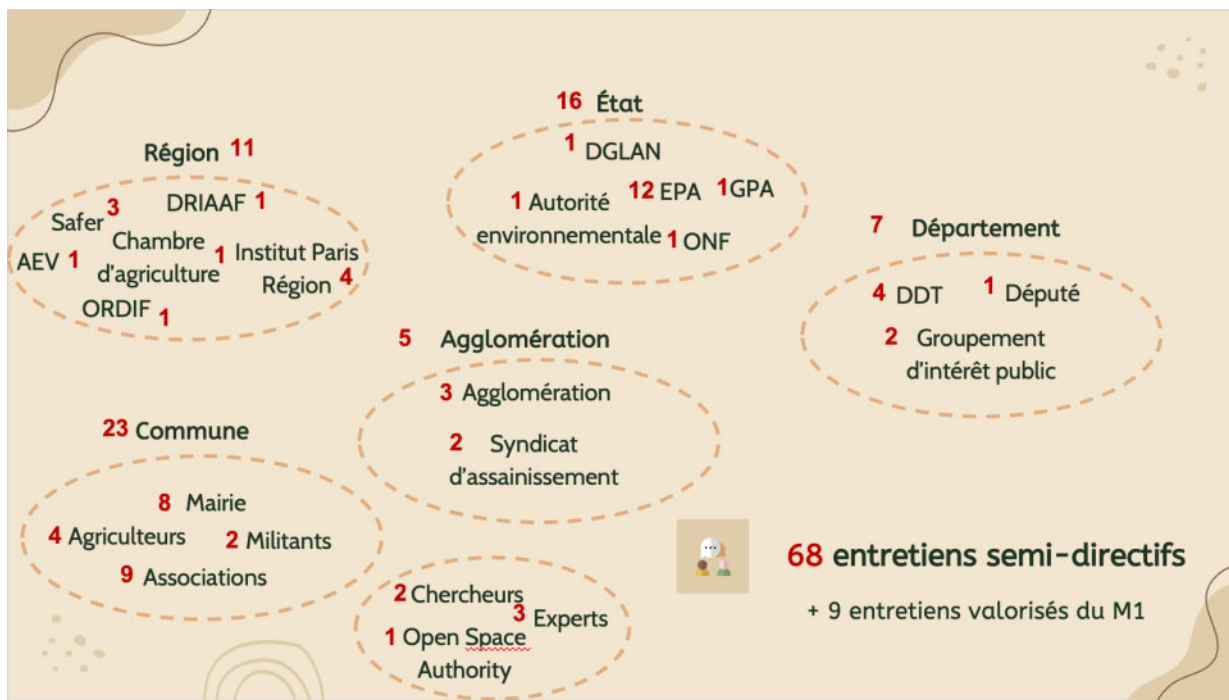 16 État
1 DGLAN
1 Autorité
environnementale
12 EPA
1 GPA
1 ONF
Région 11
Safer 3
DRIAAF 1
AEV 1
Chambre
d'agriculture 1
Institut Paris
Région 4
ORDIF 1
7 Département
4 DDT
1 Député
2 Groupement
d'intérêt public
5 Agglomération
3 Agglomération
2 Syndicat
d'assainissement
23 Commune
8 Mairie
4 Agriculteurs
2 Militants
9 Associations
2 Chercheurs
3 Experts
1 Open Space
Authority
68 entretiens semi-directifs
+ 9 entretiens valorisés du M1